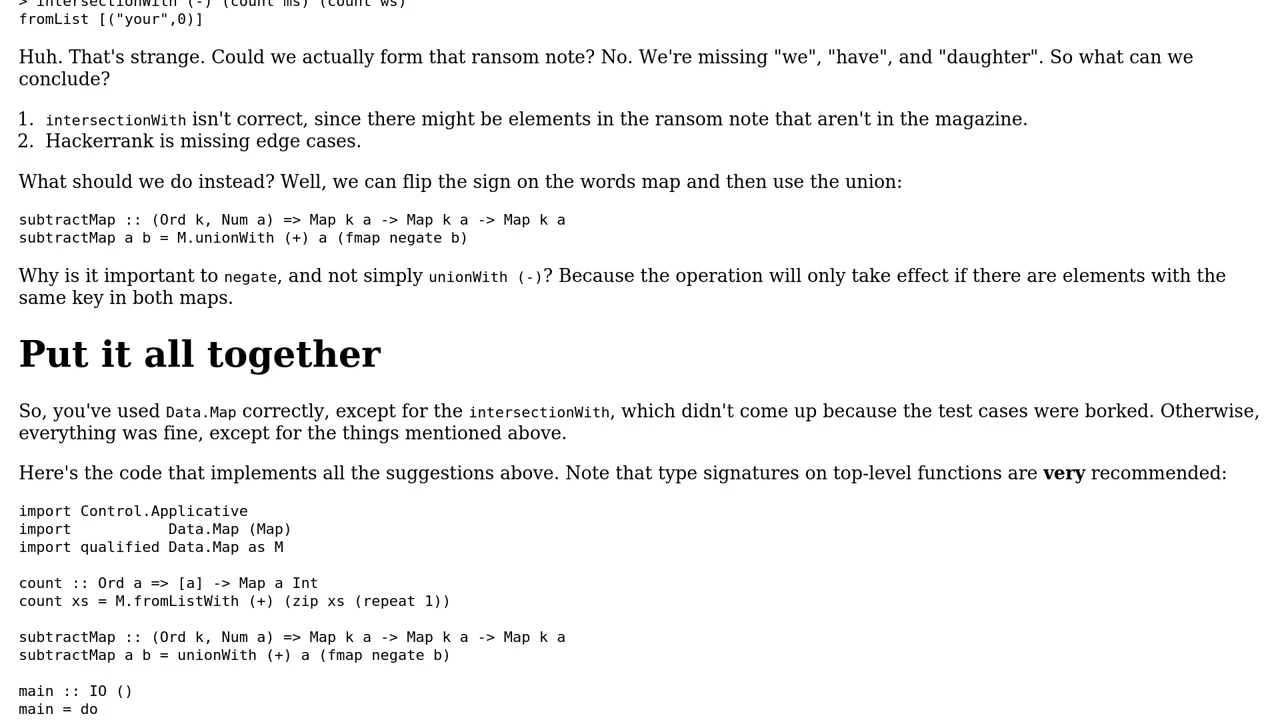 > intersectionWith (-) (count ms) (count ws)
fromList [("your",0)]
Huh. That's strange. Could we actually form that ransom note? No. We're missing "we", "have", and "daughter". So what can we
conclude?
1. intersectionWith isn't correct, since there might be elements in the ransom note that aren't in the magazine.
2. Hackerrank is missing edge cases.
What should we do instead? Well, we can flip the sign on the words map and then use the union:
subtractMap :: (Ord k, Num a) => Map k a -> Map k a -> Map k a
subtractMap a b = M.unionWith (+) a (fmap negate b)
Why is it important to negate, and not simply unionWith (-)? Because the operation will only take effect if there are elements with the
same key in both maps.
Put it all together
So, you've used Data.Map correctly, except for the intersectionWith, which didn't come up because the test cases were borked. Otherwise,
everything was fine, except for the things mentioned above.
Here's the code that implements all the suggestions above. Note that type signatures on top-level functions are very recommended:
import Control.Applicative
import           Data.Map (Map)
import qualified Data.Map as M
count :: Ord a => [a] -> Map a Int
count xs = M.fromListWith (+) (zip xs (repeat 1))
subtractMap :: (Ord k, Num a) => Map k a -> Map k a -> Map k a
subtractMap a b = unionWith (+) a (fmap negate b)
main :: IO ()
main = do